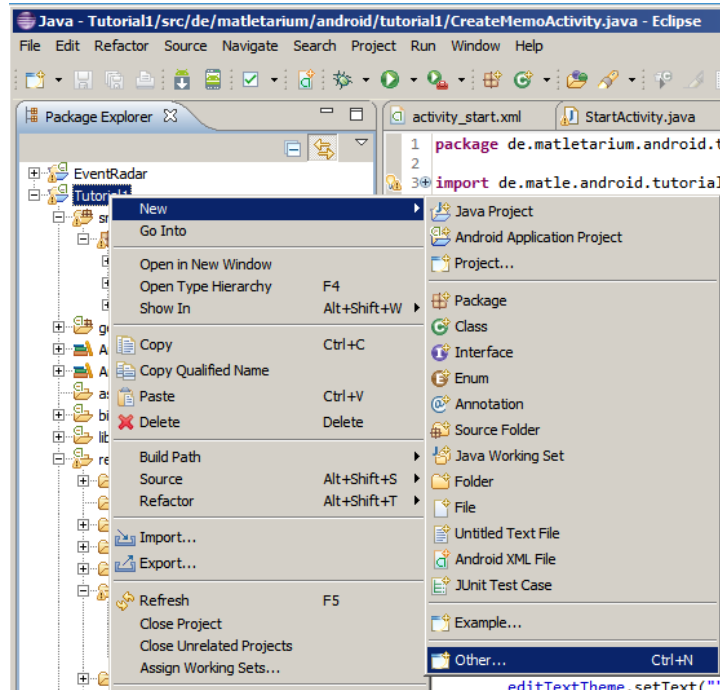 Java - Tutorial1/src/de/matletarium/android/tutorial1/CreateMemoActivity.java - Eclipse
File Edit Refactor Source Navigate Search Project Run Window Help
Package Explorer
activity_start.xml StartActivity.java
1 package de.matletarium.android.t
2
3 import de.matle.android.tutorial
EventRadar
Tutorial1
New
Go Into
Open in New Window
Open Type Hierarchy F4
Show In Alt+Shift+W
Copy Ctrl+C
Copy Qualified Name
Paste Ctrl+V
Delete Delete
Build Path
Source Alt+Shift+S
Refactor Alt+Shift+T
Import...
Export...
Refresh F5
Close Project
Close Unrelated Projects
Assign Working Sets...
Java Project
Android Application Project
Project...
Package
Class
Interface
Enum
Annotation
Source Folder
Java Working Set
Folder
File
Untitled Text File
Android XML File
JUnit Test Case
Example...
Other... Ctrl+N
editTextTheme.setText("